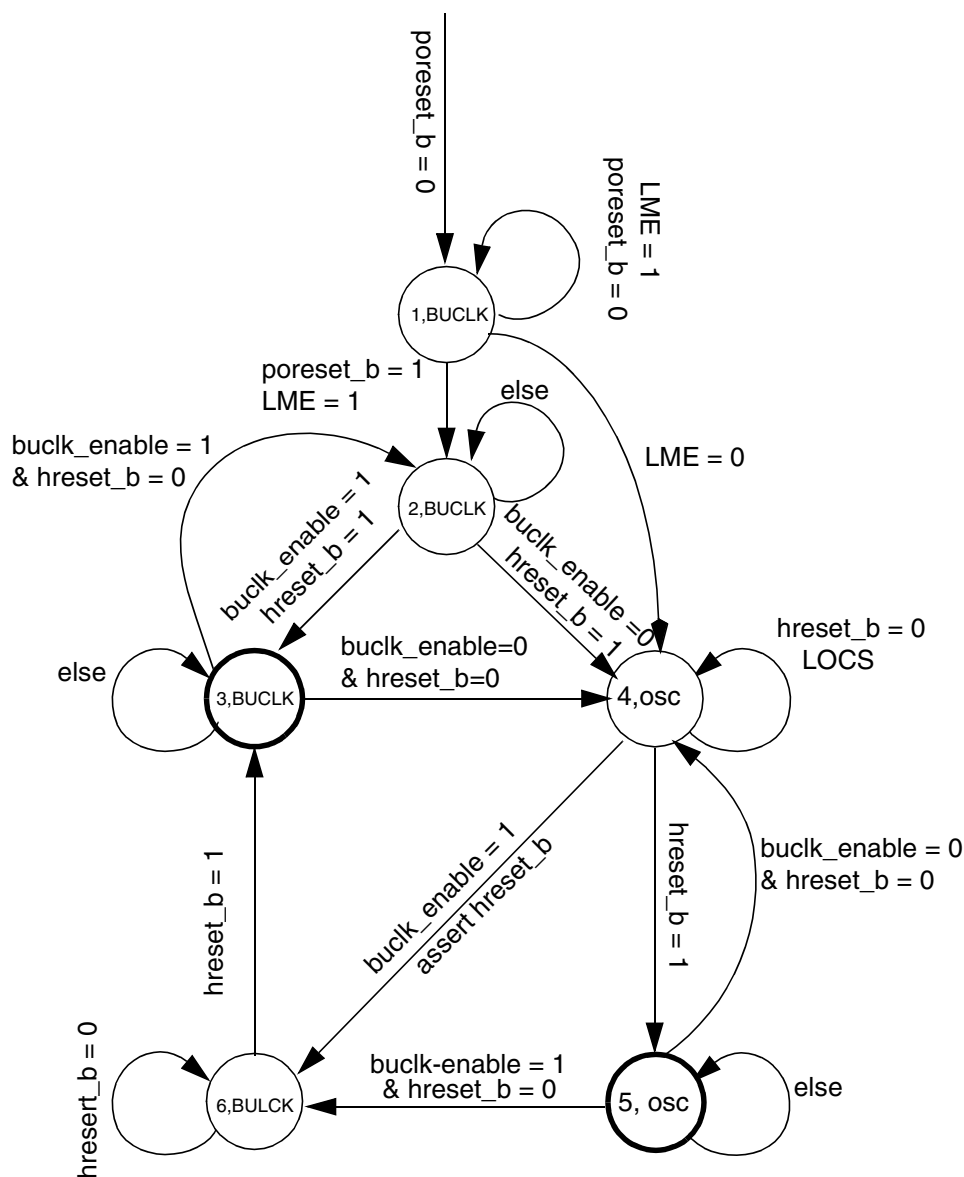 poreset_b = 0
LME = 1
poreset_b = 0
1,BUCLK
poreset_b = 1
LME = 1
else
buclk_enable = 1
& hreset_b = 0
LME = 0
2,BUCLK
buclk_enable = 1
hreset_b = 1
buclk_enable =0
hreset_b = 1
hreset_b = 0
LOCS
buclk_enable=0
& hreset_b=0
else
3,BUCLK
4,osc
hreset_b = 1
buclk_enable = 1
assert hreset_b
hreset_b = 1
buclk_enable = 0
& hreset_b = 0
hresert_b = 0
buclk-enable = 1
& hreset_b = 0
6,BULCK
5, osc
else